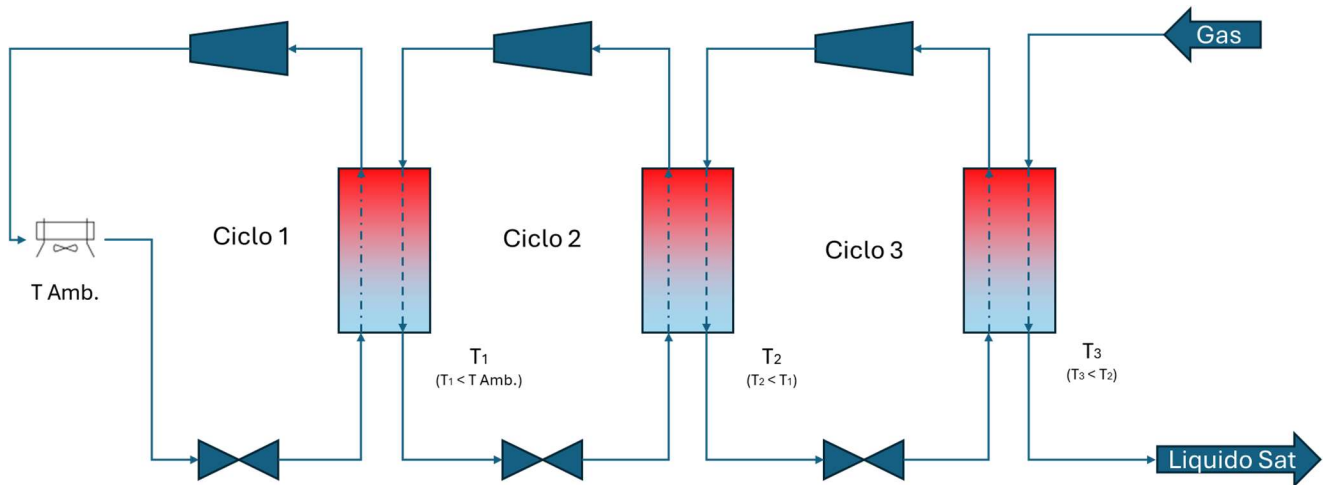 Gas
Ciclo 1
Ciclo 2
Ciclo 3
T Amb.
T₁
(T₁ < T Amb.)
T₂
(T₂ < T₁)
T₃
(T₃ < T₂)
Liquido Sat